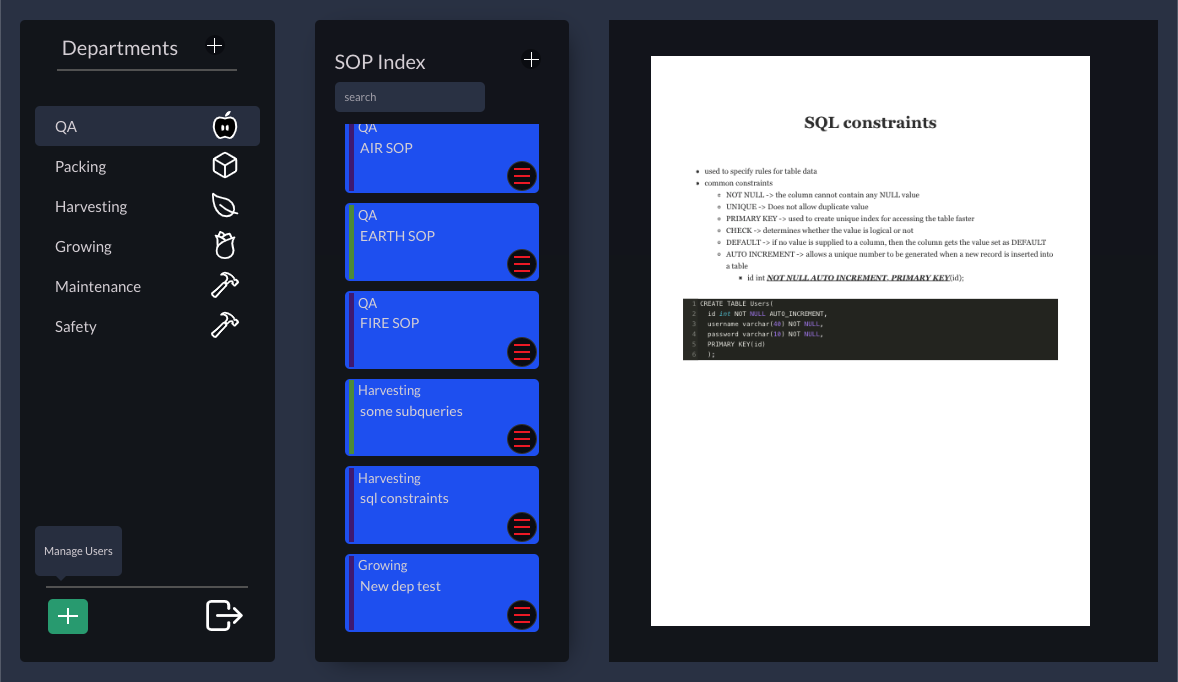 Departments
QA
Packing
Harvesting
Growing
Maintenance
Safety
Manage Users
SOP Index
search
QA
AIR SOP
QA
EARTH SOP
QA
FIRE SOP
Harvesting
some subqueries
Harvesting
sql constraints
Growing
New dep test
SQL constraints
used to specify rules for table data
common constraints
NOT NULL -> the column cannot contain any NULL value
UNIQUE -> Does not allow duplicate value
PRIMARY KEY -> used to create unique index for accessing the table faster
CHECK -> determines whether the value is logical or not
DEFAULT -> if no value is supplied to a column, then the column gets the value set as DEFAULT
AUTO INCREMENT -> allows a unique number to be generated when a new record is inserted into
a table
id int NOT NULL AUTO INCREMENT, PRIMARY KEY(id);
1 CREATE TABLE Users(
2 id int NOT NULL AUTO_INCREMENT,
3 username varchar(40) NOT NULL,
4 password varchar(10) NOT NULL,
5 PRIMARY KEY(id)
6 );